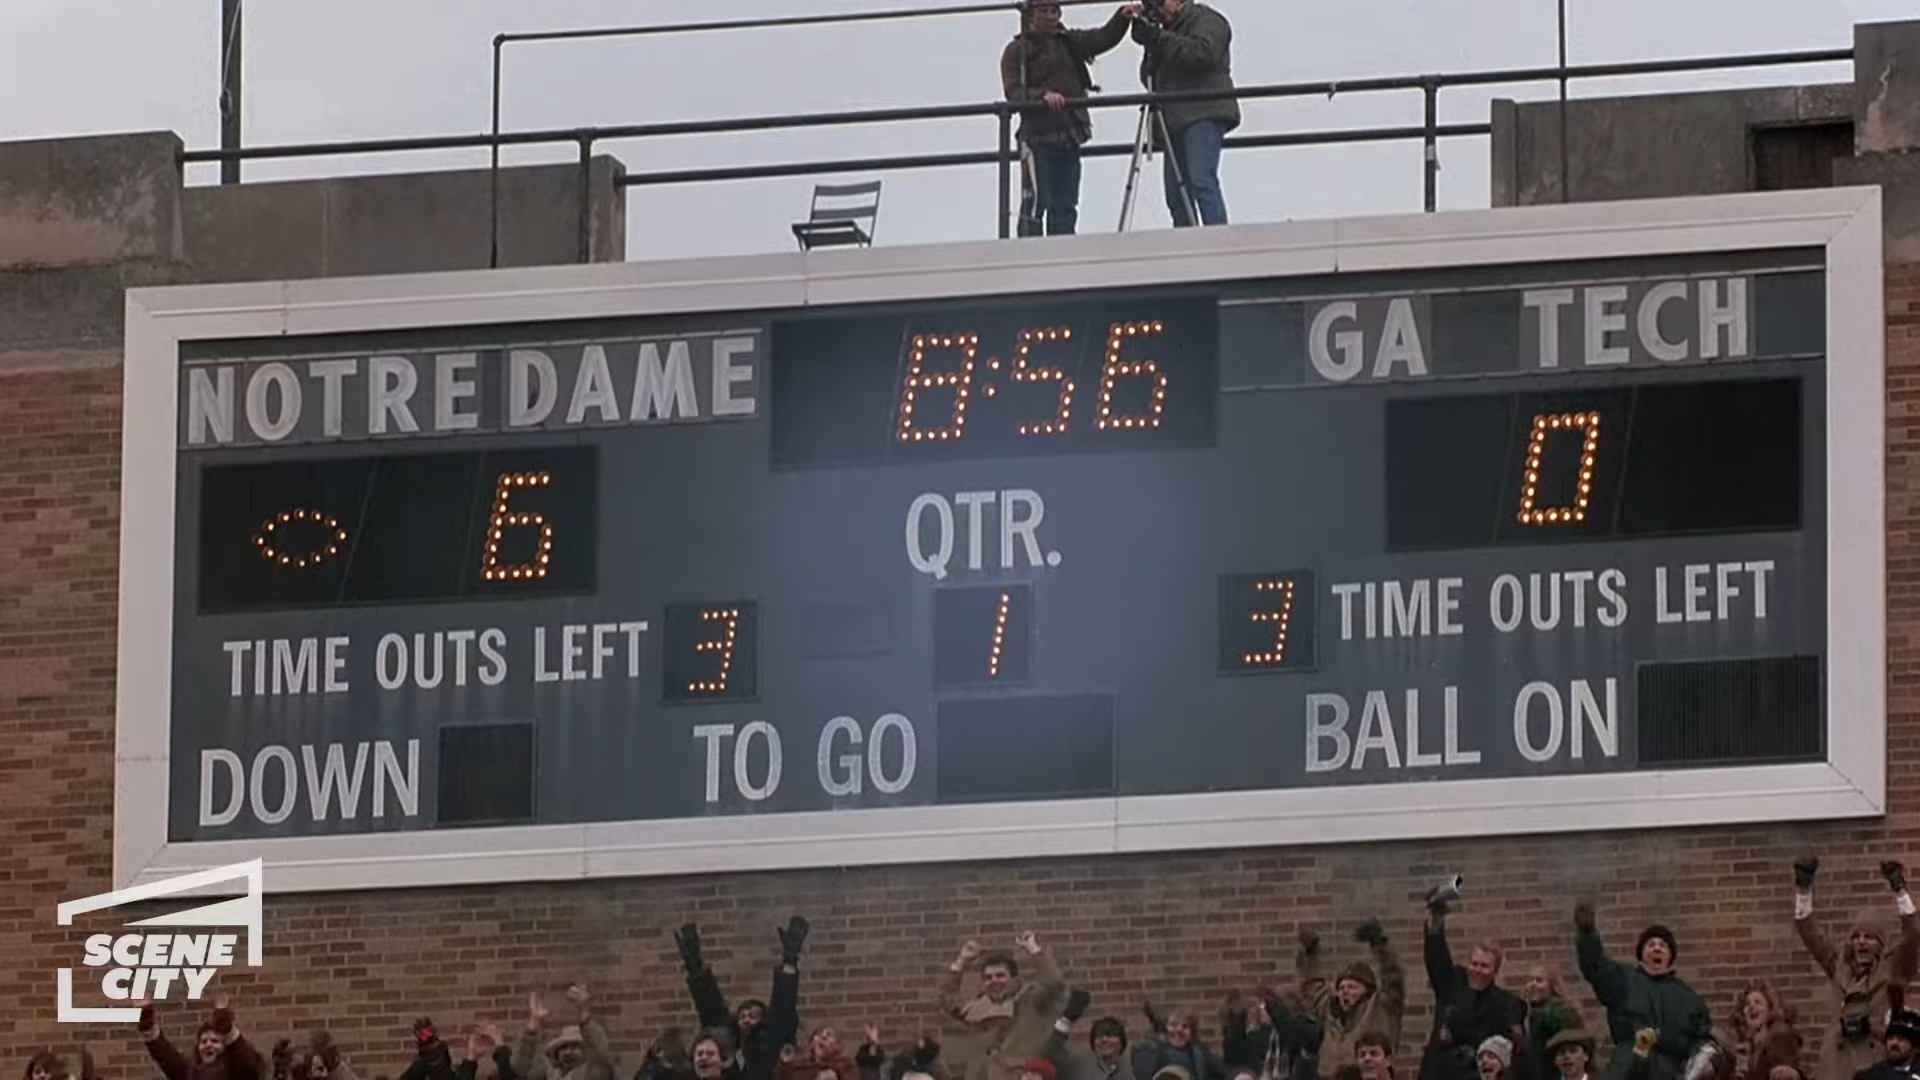 NOTRE DAME 8:56 GA TECH
6 0
QTR.
TIME OUTS LEFT 3 1 3 TIME OUTS LEFT
DOWN TO GO BALL ON
SCENE
CITY